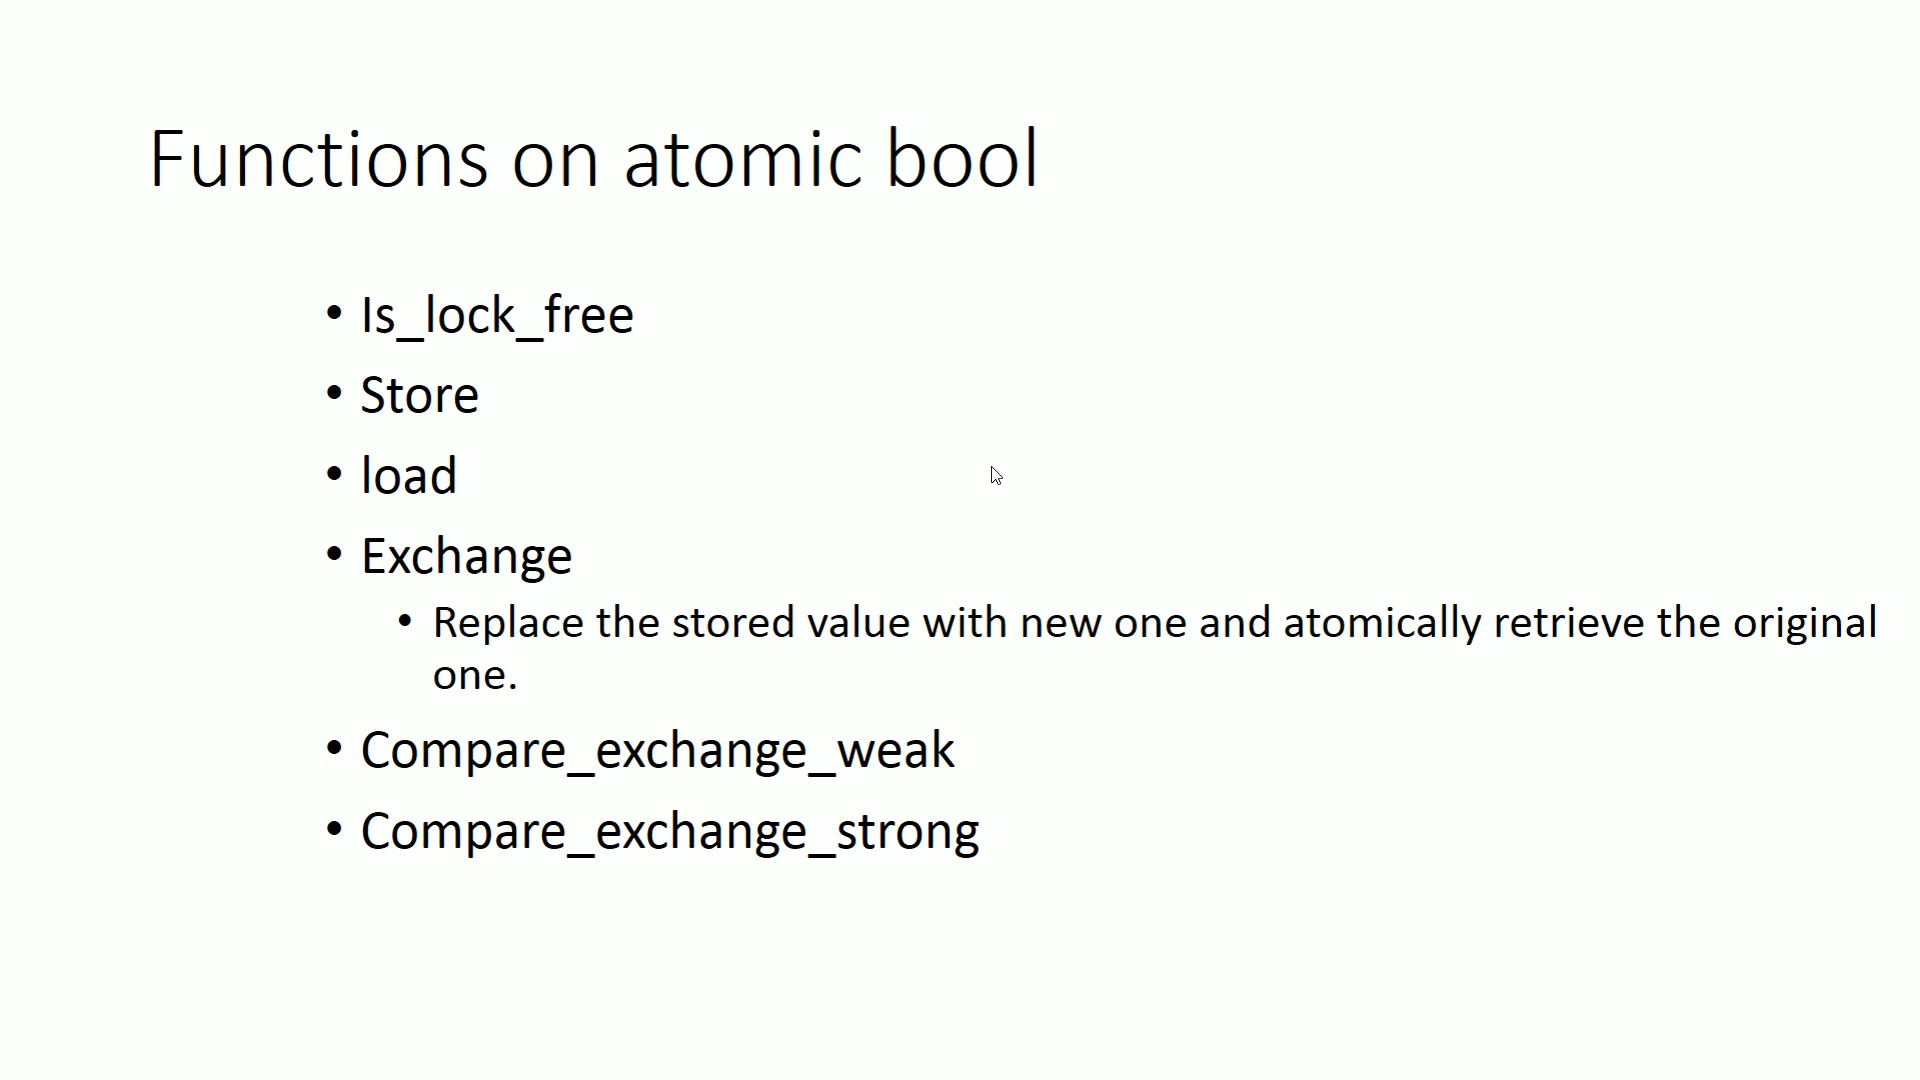 Functions on atomic bool
• Is_lock_free
• Store
• load
• Exchange
• Replace the stored value with new one and atomically retrieve the original
one.
• Compare_exchange_weak
• Compare_exchange_strong